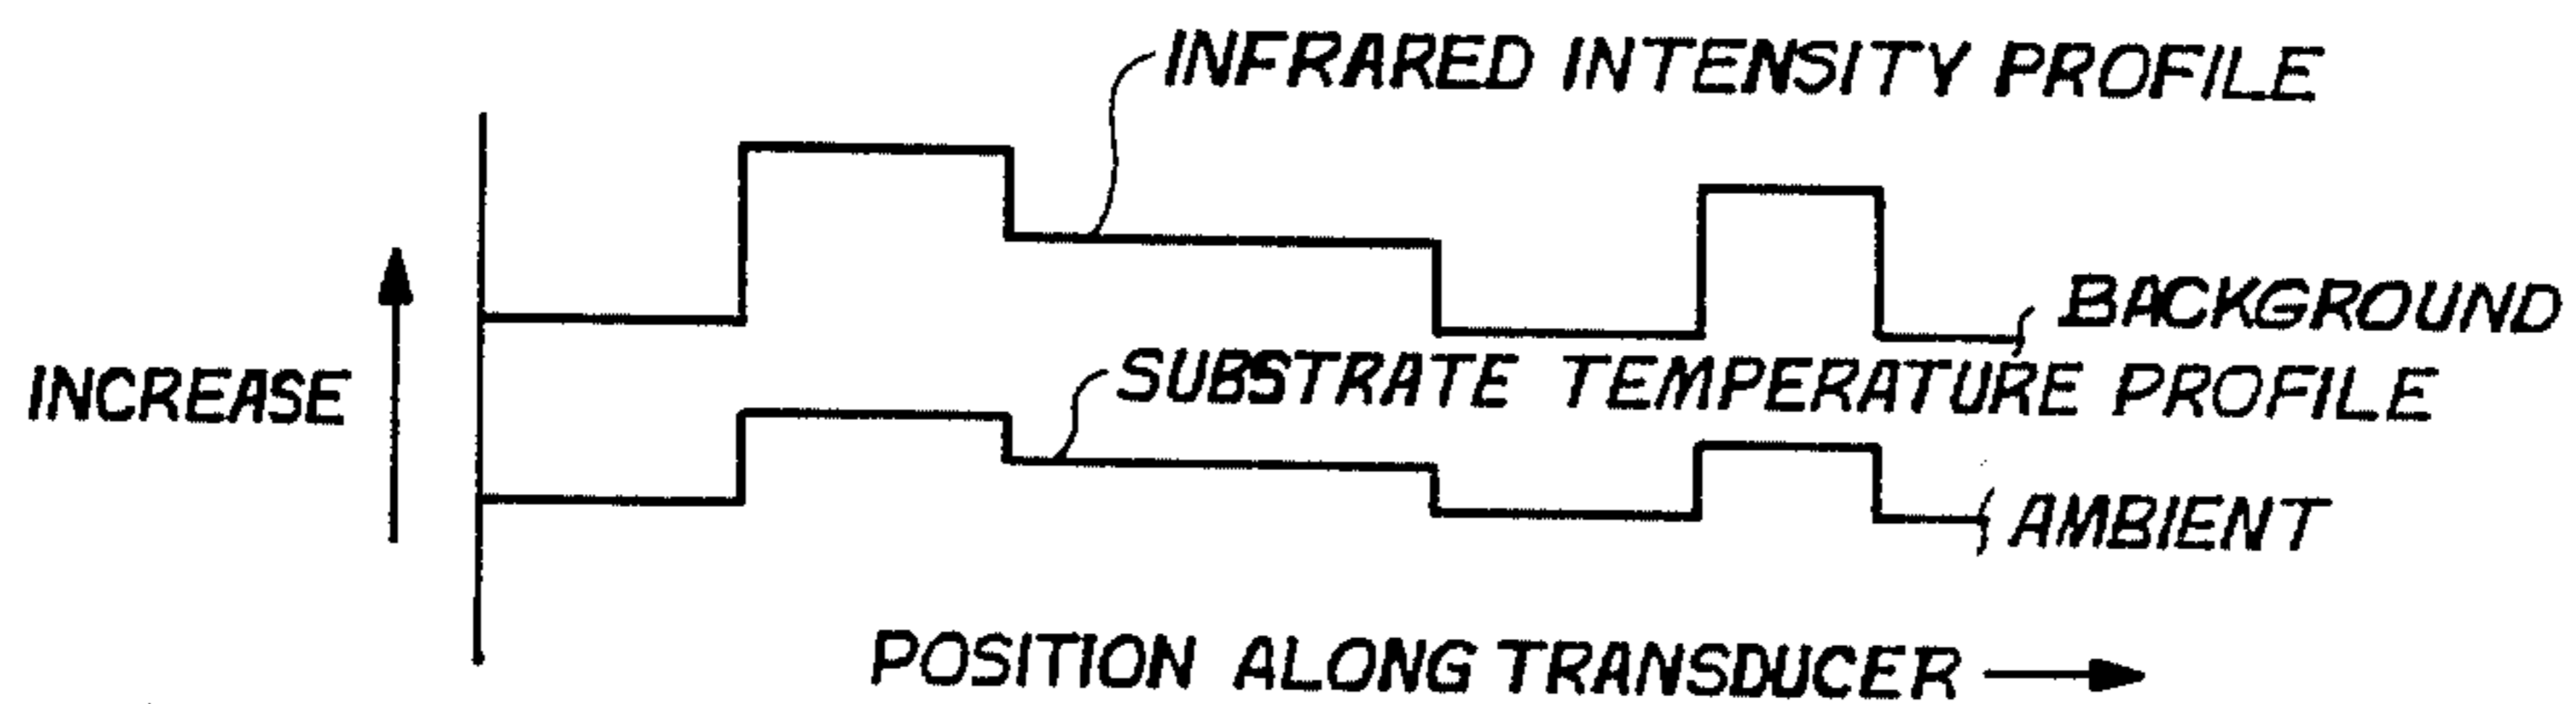 INFRARED INTENSITY PROFILE
BACKGROUND
SUBSTRATE TEMPERATURE PROFILE
INCREASE
AMBIENT
POSITION ALONG TRANSDUCER